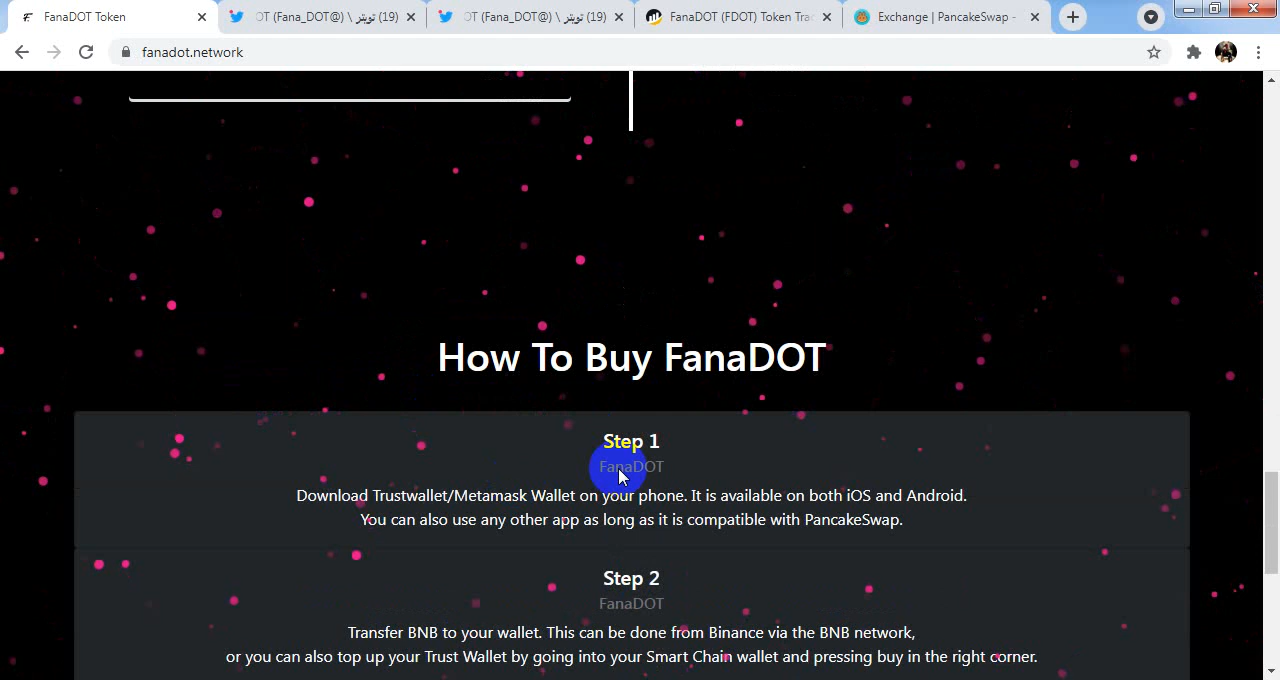 FanaDOT Token
(19) تويتر \ (@Fana_DOT) OT
(19) تويتر \ (@Fana_DOT) OT
FanaDOT (FDOT) Token Tra
Exchange | PancakeSwap -
fanadot.network
How To Buy FanaDOT
Step 1
FanaDOT
Download Trustwallet/Metamask Wallet on your phone. It is available on both iOS and Android.
You can also use any other app as long as it is compatible with PancakeSwap.
Step 2
FanaDOT
Transfer BNB to your wallet. This can be done from Binance via the BNB network,
or you can also top up your Trust Wallet by going into your Smart Chain wallet and pressing buy in the right corner.